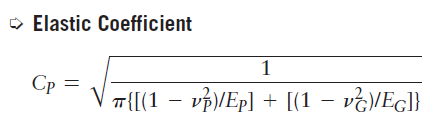 ➪ Elastic Coefficient
C_P = √(1 / π{[(1 − ν_P²)/E_P] + [(1 − ν_G²)/E_G]})